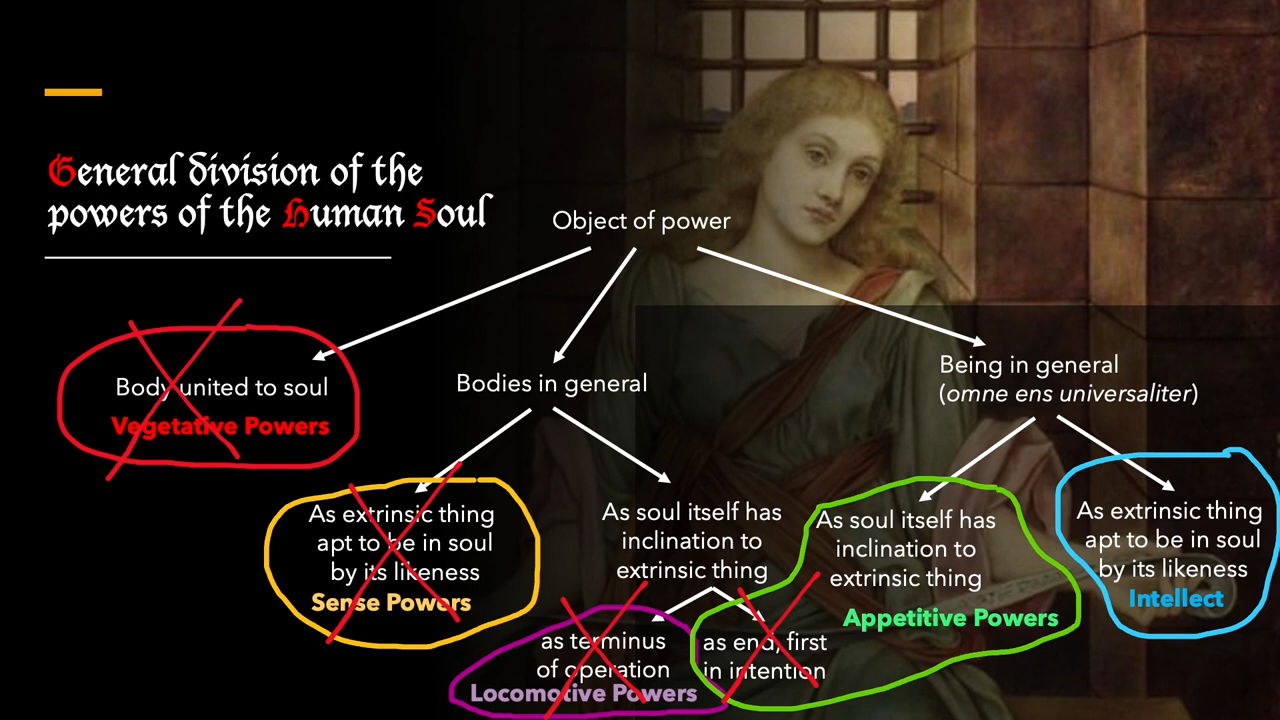 General division of the
powers of the Human Soul
Object of power
Body united to soul
Vegetative Powers
Bodies in general
Being in general
(omne ens universaliter)
As extrinsic thing
apt to be in soul
by its likeness
Sense Powers
As soul itself has
inclination to
extrinsic thing
as terminus
of operation
Locomotive Powers
as end, first
in intention
As soul itself has
inclination to
extrinsic thing
Appetitive Powers
As extrinsic thing
apt to be in soul
by its likeness
Intellect